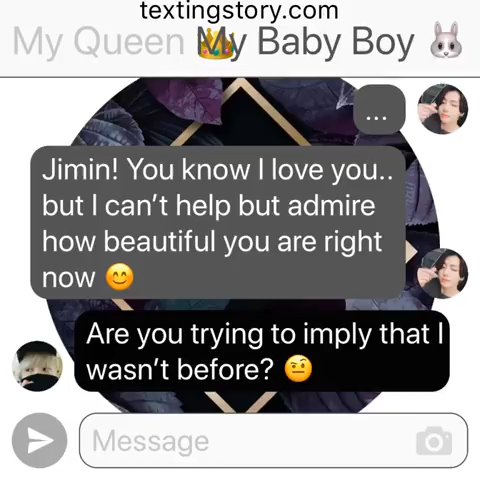 textingstory.com
My Queen 👑 My Baby Boy 🐰
...
Jimin! You know I love you..
but I can't help but admire
how beautiful you are right
now 😊
Are you trying to imply that I
wasn't before? 🤨
Message